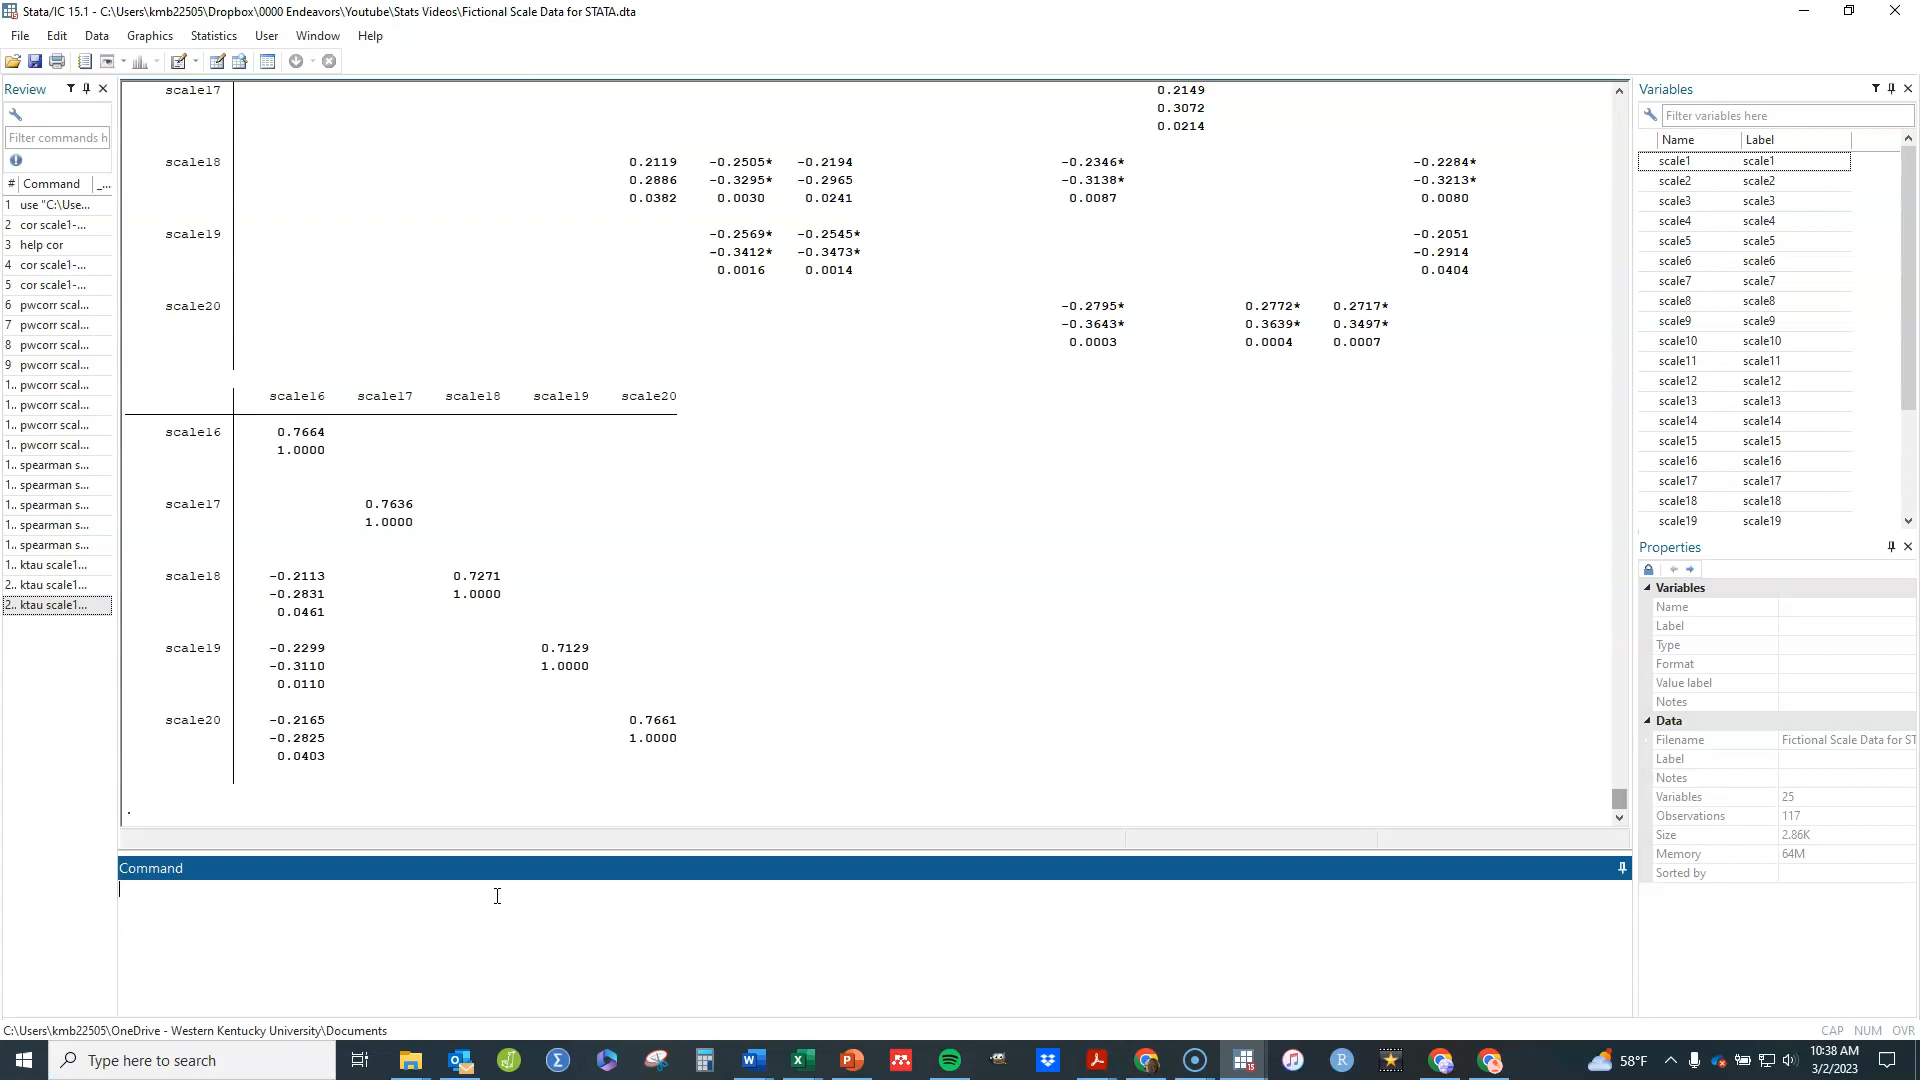 Stata/IC 15.1 - C:\Users\kmb22505\Dropbox\0000 Endeavors\Youtube\Stats Videos\Fictional Scale Data for STATA.dta
File Edit Data Graphics Statistics User Window Help
Review
Filter commands h
# Command _...
1 use "C:\Use...
2 cor scale1-...
3 help cor
4 cor scale1-...
5 cor scale1-...
6 pwcorr scal...
7 pwcorr scal...
8 pwcorr scal...
9 pwcorr scal...
1.. pwcorr scal...
1.. pwcorr scal...
1.. pwcorr scal...
1.. pwcorr scal...
1.. spearman s...
1.. spearman s...
1.. spearman s...
1.. spearman s...
1.. spearman s...
1.. ktau scale1...
2.. ktau scale1...
2.. ktau scale1...
scale17 0.2149
0.3072
0.0214
scale18 0.2119 -0.2505* -0.2194 -0.2346* -0.2284*
0.2886 -0.3295* -0.2965 -0.3138* -0.3213*
0.0382 0.0030 0.0241 0.0087 0.0080
scale19 -0.2569* -0.2545* -0.2051
-0.3412* -0.3473* -0.2914
0.0016 0.0014 0.0404
scale20 -0.2795* 0.2772* 0.2717*
-0.3643* 0.3639* 0.3497*
0.0003 0.0004 0.0007
scale16 scale17 scale18 scale19 scale20
scale16 0.7664
1.0000
scale17 0.7636
1.0000
scale18 -0.2113 0.7271
-0.2831 1.0000
0.0461
scale19 -0.2299 0.7129
-0.3110 1.0000
0.0110
scale20 -0.2165 0.7661
-0.2825 1.0000
0.0403
.
Command
Variables
Filter variables here
Name Label
scale1 scale1
scale2 scale2
scale3 scale3
scale4 scale4
scale5 scale5
scale6 scale6
scale7 scale7
scale8 scale8
scale9 scale9
scale10 scale10
scale11 scale11
scale12 scale12
scale13 scale13
scale14 scale14
scale15 scale15
scale16 scale16
scale17 scale17
scale18 scale18
scale19 scale19
Properties
Variables
Name
Label
Type
Format
Value label
Notes
Data
Filename Fictional Scale Data for ST
Label
Notes
Variables 25
Observations 117
Size 2.86K
Memory 64M
Sorted by
C:\Users\kmb22505\OneDrive - Western Kentucky University\Documents
CAP NUM OVR
Type here to search
58°F
10:38 AM
3/2/2023